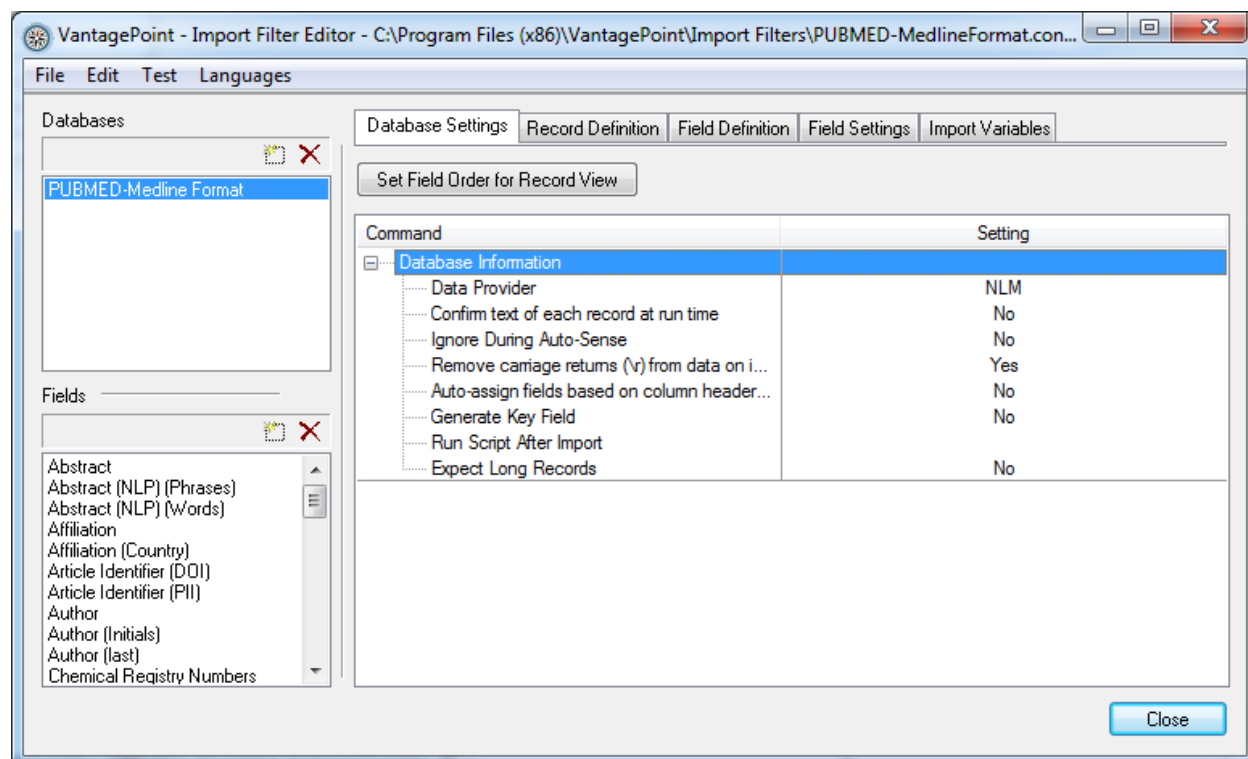 VantagePoint - Import Filter Editor - C:\Program Files (x86)\VantagePoint\Import Filters\PUBMED-MedlineFormat.con...
File Edit Test Languages
Databases
PUBMED-Medline Format
Fields
Abstract
Abstract (NLP) (Phrases)
Abstract (NLP) (Words)
Affiliation
Affiliation (Country)
Article Identifier (DOI)
Article Identifier (PII)
Author
Author (Initials)
Author (last)
Chemical Registry Numbers
Database Settings Record Definition Field Definition Field Settings Import Variables
Set Field Order for Record View
Command Setting
Database Information
Data Provider NLM
Confirm text of each record at run time No
Ignore During Auto-Sense No
Remove carriage returns (\r) from data on i... Yes
Auto-assign fields based on column header... No
Generate Key Field No
Run Script After Import
Expect Long Records No
Close